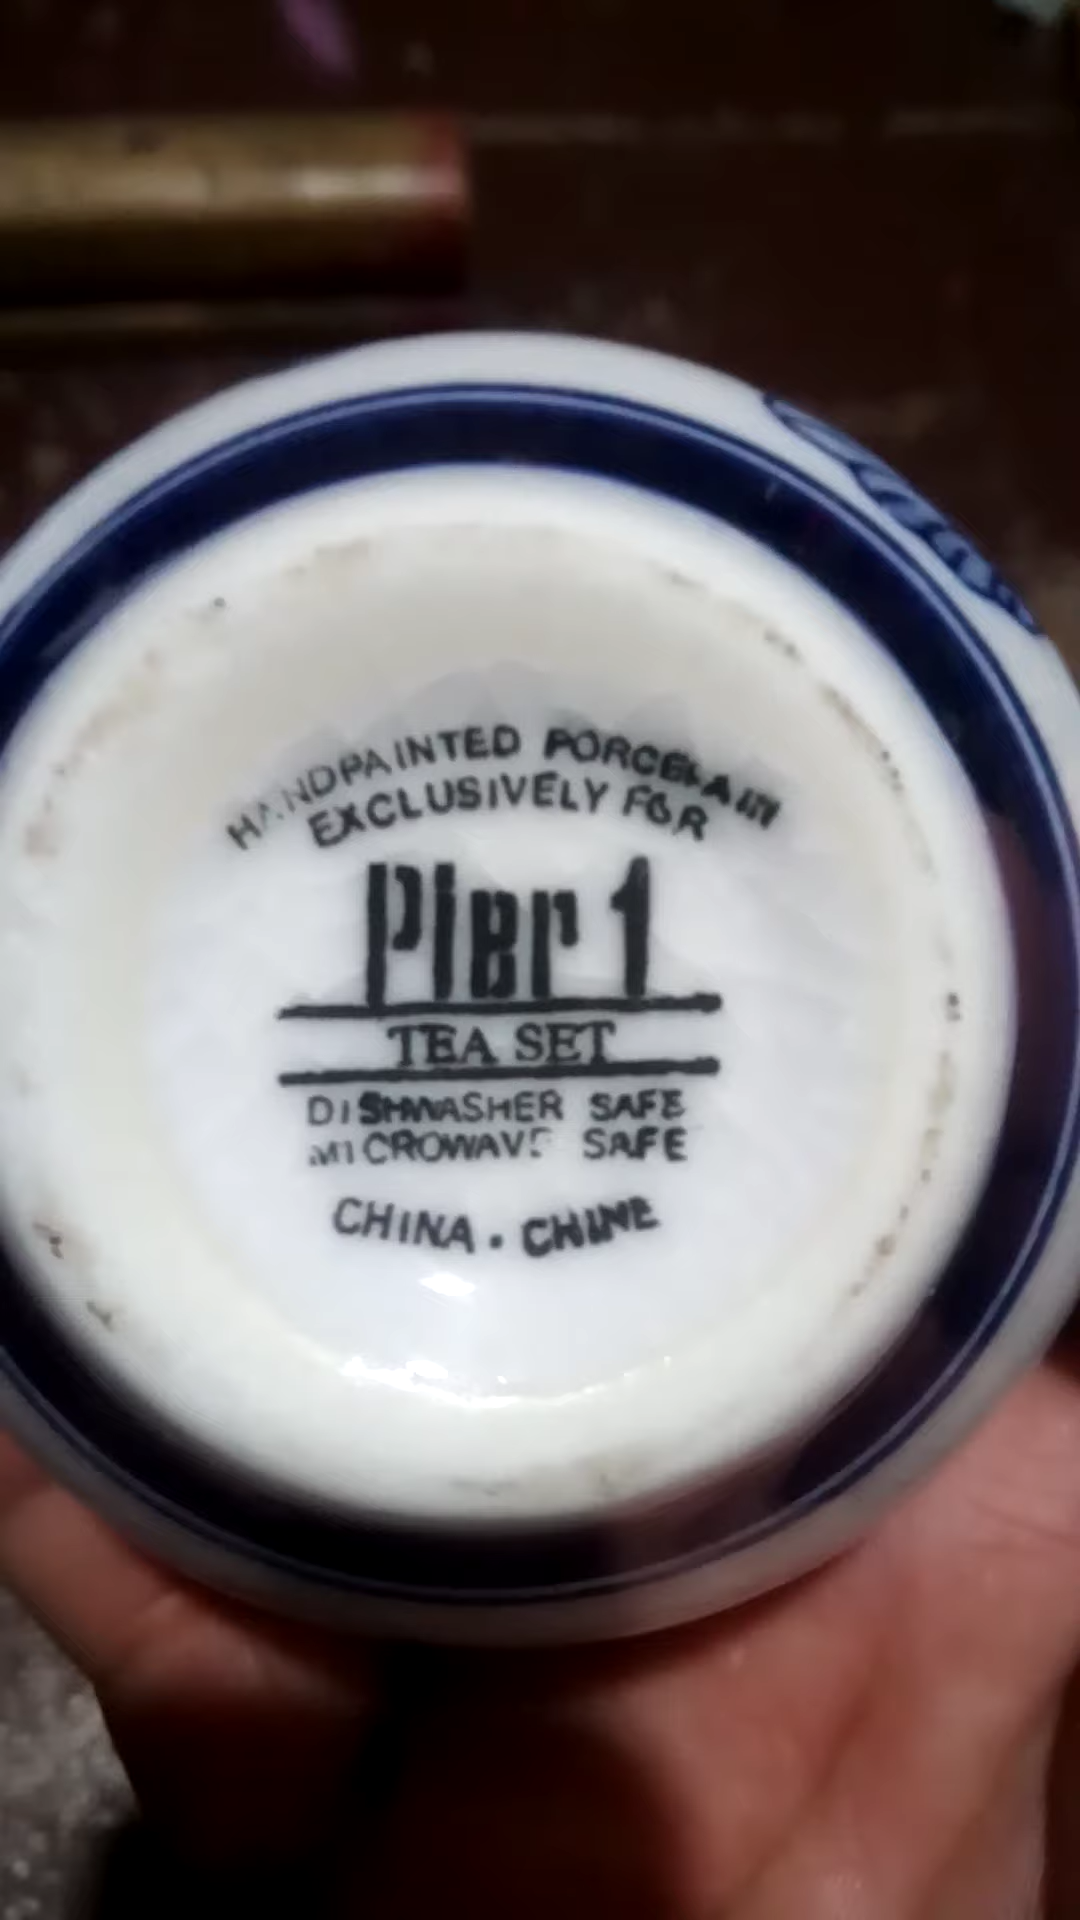 HANDPAINTED PORCELAIN
EXCLUSIVELY FOR
PIER 1
TEA SET
DISHWASHER SAFE
MICROWAVE SAFE
CHINA · CHINE